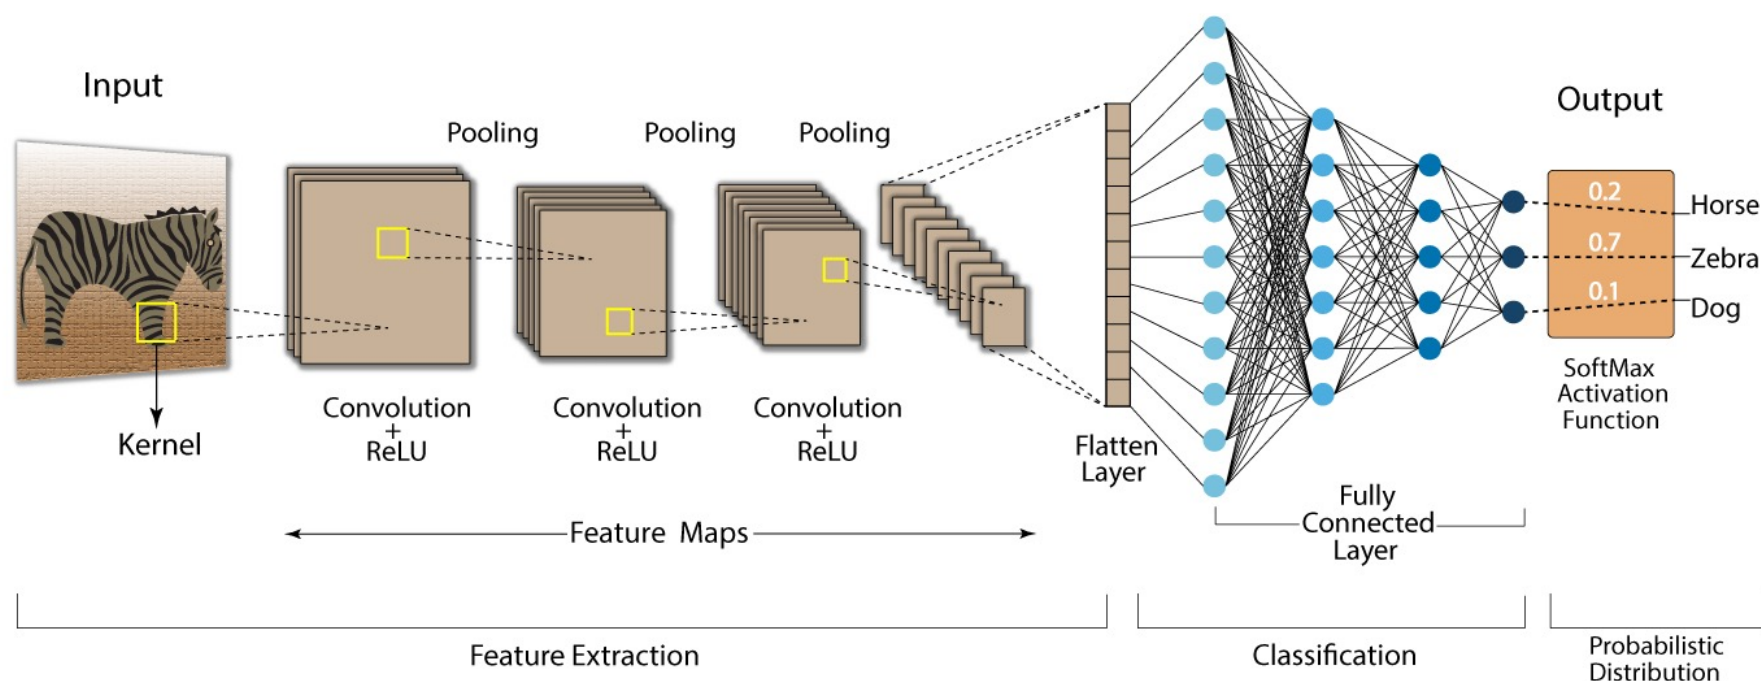 Input
Output
Pooling
Pooling
Pooling
0.2
Horse
0.7
Zebra
0.1
Dog
Kernel
Convolution
+
ReLU
Convolution
+
ReLU
Convolution
+
ReLU
Flatten
Layer
SoftMax
Activation
Function
Feature Maps
Fully
Connected
Layer
Feature Extraction
Classification
Probabilistic
Distribution